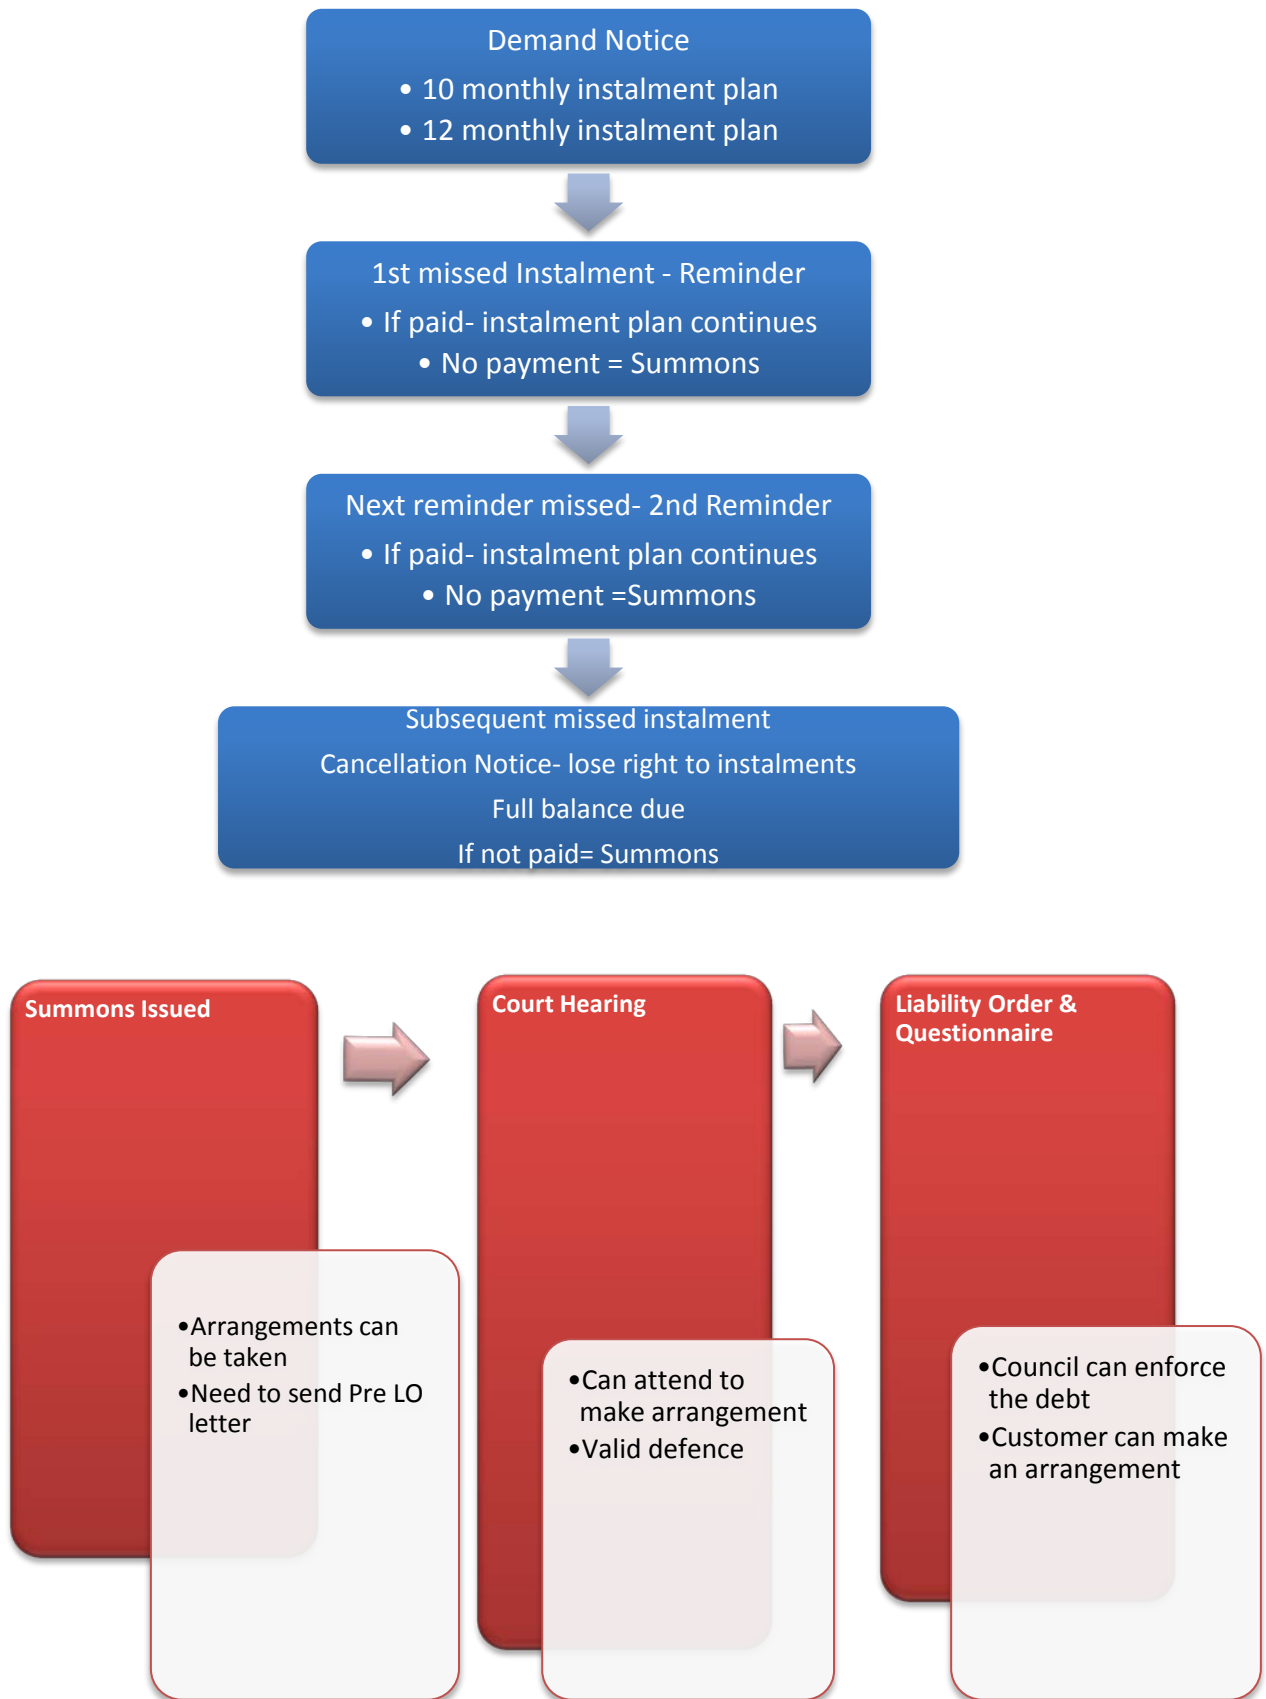 Demand Notice
• 10 monthly instalment plan
• 12 monthly instalment plan
1st missed Instalment - Reminder
• If paid- instalment plan continues
• No payment = Summons
Next reminder missed- 2nd Reminder
• If paid- instalment plan continues
• No payment =Summons
Subsequent missed instalment
Cancellation Notice- lose right to instalments
Full balance due
If not paid= Summons
Summons Issued
•Arrangements can
be taken
•Need to send Pre LO
letter
Court Hearing
•Can attend to
make arrangement
•Valid defence
Liability Order &
Questionnaire
•Council can enforce
the debt
•Customer can make
an arrangement